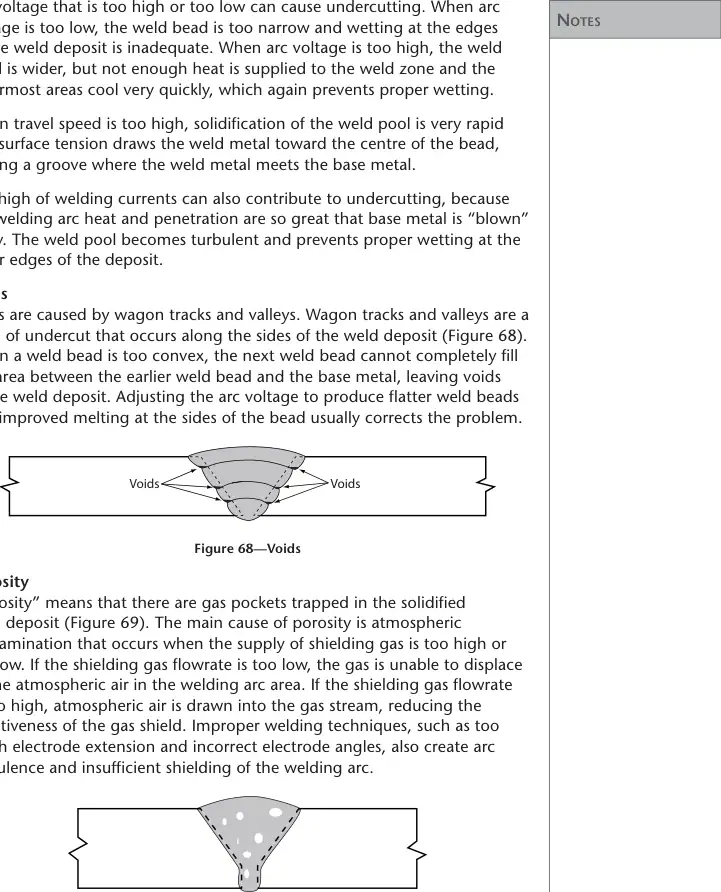 voltage that is too high or too low can cause undercutting. When arc
ge is too low, the weld bead is too narrow and wetting at the edges
e weld deposit is inadequate. When arc voltage is too high, the weld
d is wider, but not enough heat is supplied to the weld zone and the
rmost areas cool very quickly, which again prevents proper wetting.
n travel speed is too high, solidification of the weld pool is very rapid
surface tension draws the weld metal toward the centre of the bead,
ng a groove where the weld metal meets the base metal.
high of welding currents can also contribute to undercutting, because
welding arc heat and penetration are so great that base metal is “blown”
y. The weld pool becomes turbulent and prevents proper wetting at the
r edges of the deposit.
s
s are caused by wagon tracks and valleys. Wagon tracks and valleys are a
of undercut that occurs along the sides of the weld deposit (Figure 68).
n a weld bead is too convex, the next weld bead cannot completely fill
area between the earlier weld bead and the base metal, leaving voids
e weld deposit. Adjusting the arc voltage to produce flatter weld beads
improved melting at the sides of the bead usually corrects the problem.
Voids Voids
Figure 68—Voids
osity
osity” means that there are gas pockets trapped in the solidified
deposit (Figure 69). The main cause of porosity is atmospheric
amination that occurs when the supply of shielding gas is too high or
ow. If the shielding gas flowrate is too low, the gas is unable to displace
he atmospheric air in the welding arc area. If the shielding gas flowrate
o high, atmospheric air is drawn into the gas stream, reducing the
tiveness of the gas shield. Improper welding techniques, such as too
h electrode extension and incorrect electrode angles, also create arc
ulence and insufficient shielding of the welding arc.
NOTES